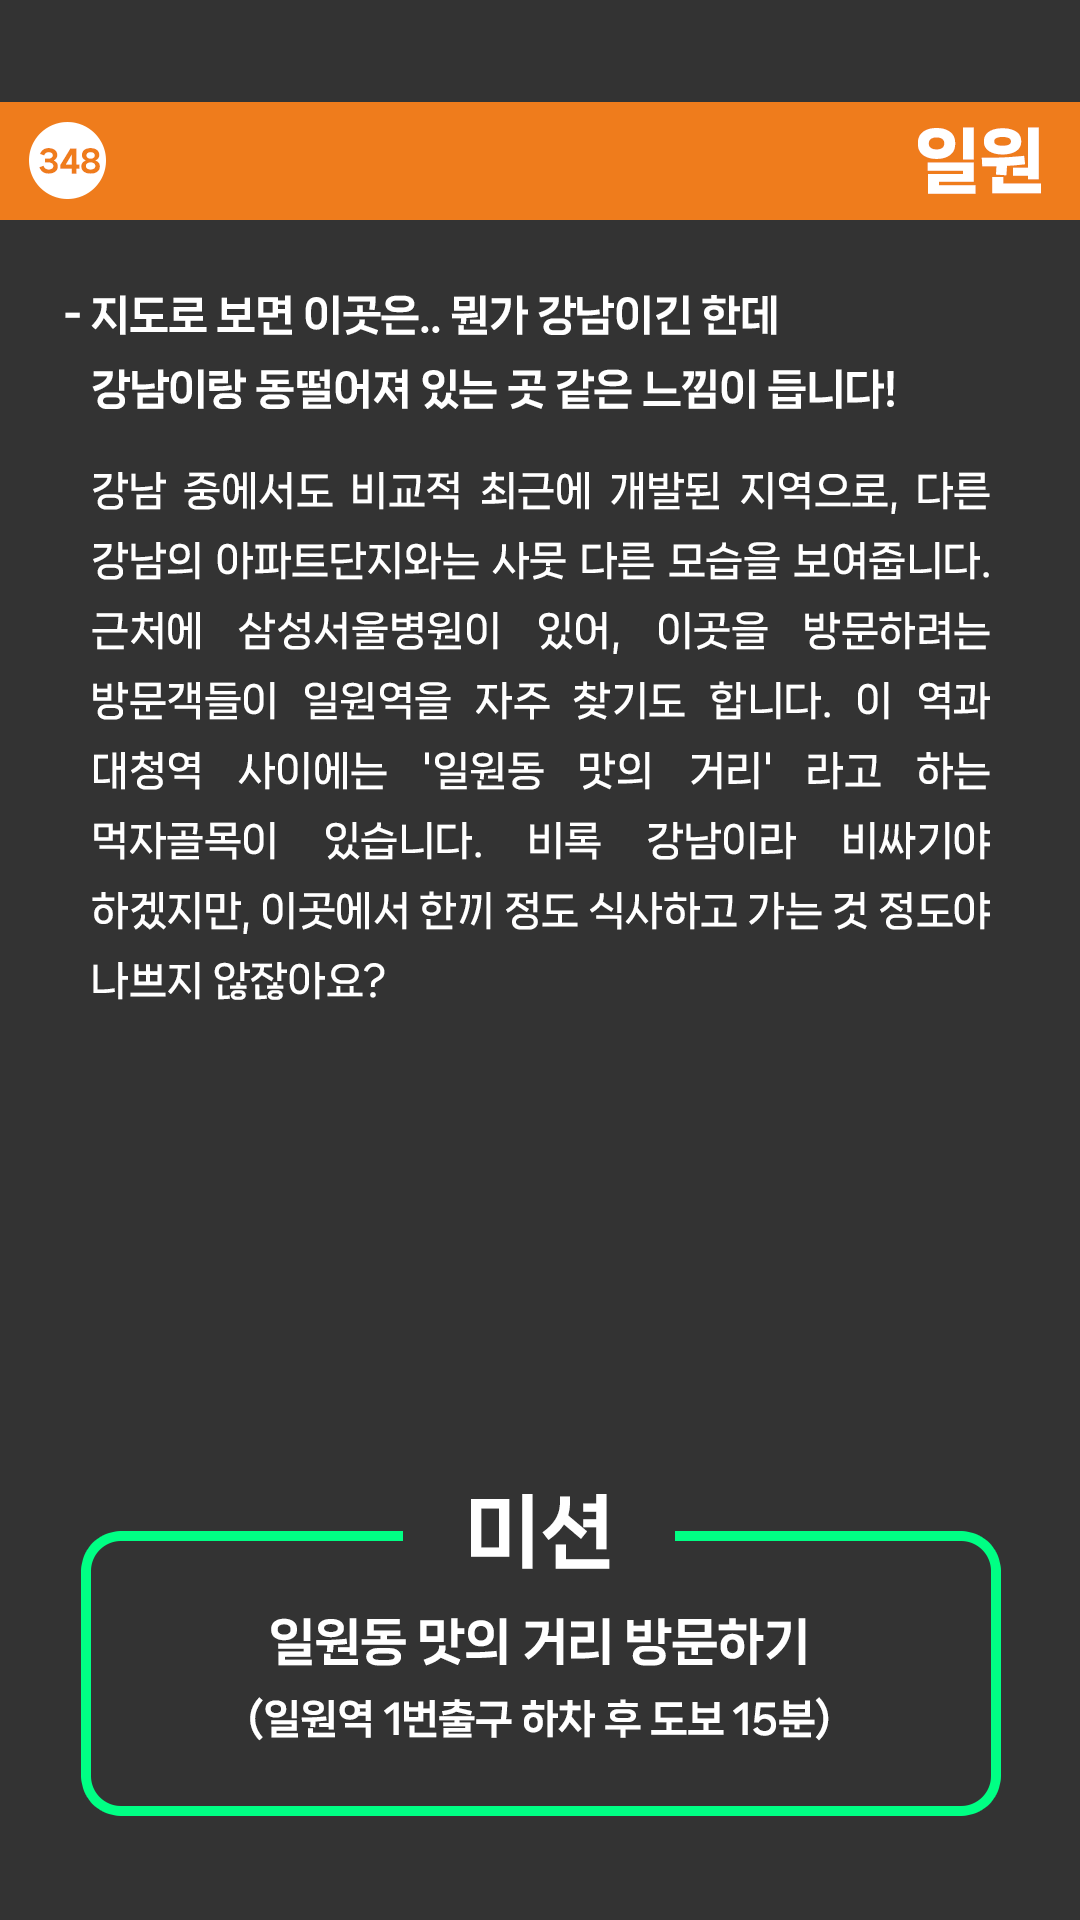 348
일원
- 지도로 보면 이곳은.. 뭔가 강남이긴 한데
강남이랑 동떨어져 있는 곳 같은 느낌이 듭니다!
강남 중에서도 비교적 최근에 개발된 지역으로, 다른
강남의 아파트단지와는 사뭇 다른 모습을 보여줍니다.
근처에 삼성서울병원이 있어, 이곳을 방문하려는
방문객들이 일원역을 자주 찾기도 합니다. 이 역과
대청역 사이에는 '일원동 맛의 거리' 라고 하는
먹자골목이 있습니다. 비록 강남이라 비싸기야
하겠지만, 이곳에서 한끼 정도 식사하고 가는 것 정도야
나쁘지 않잖아요?
미션
일원동 맛의 거리 방문하기
(일원역 1번출구 하차 후 도보 15분)